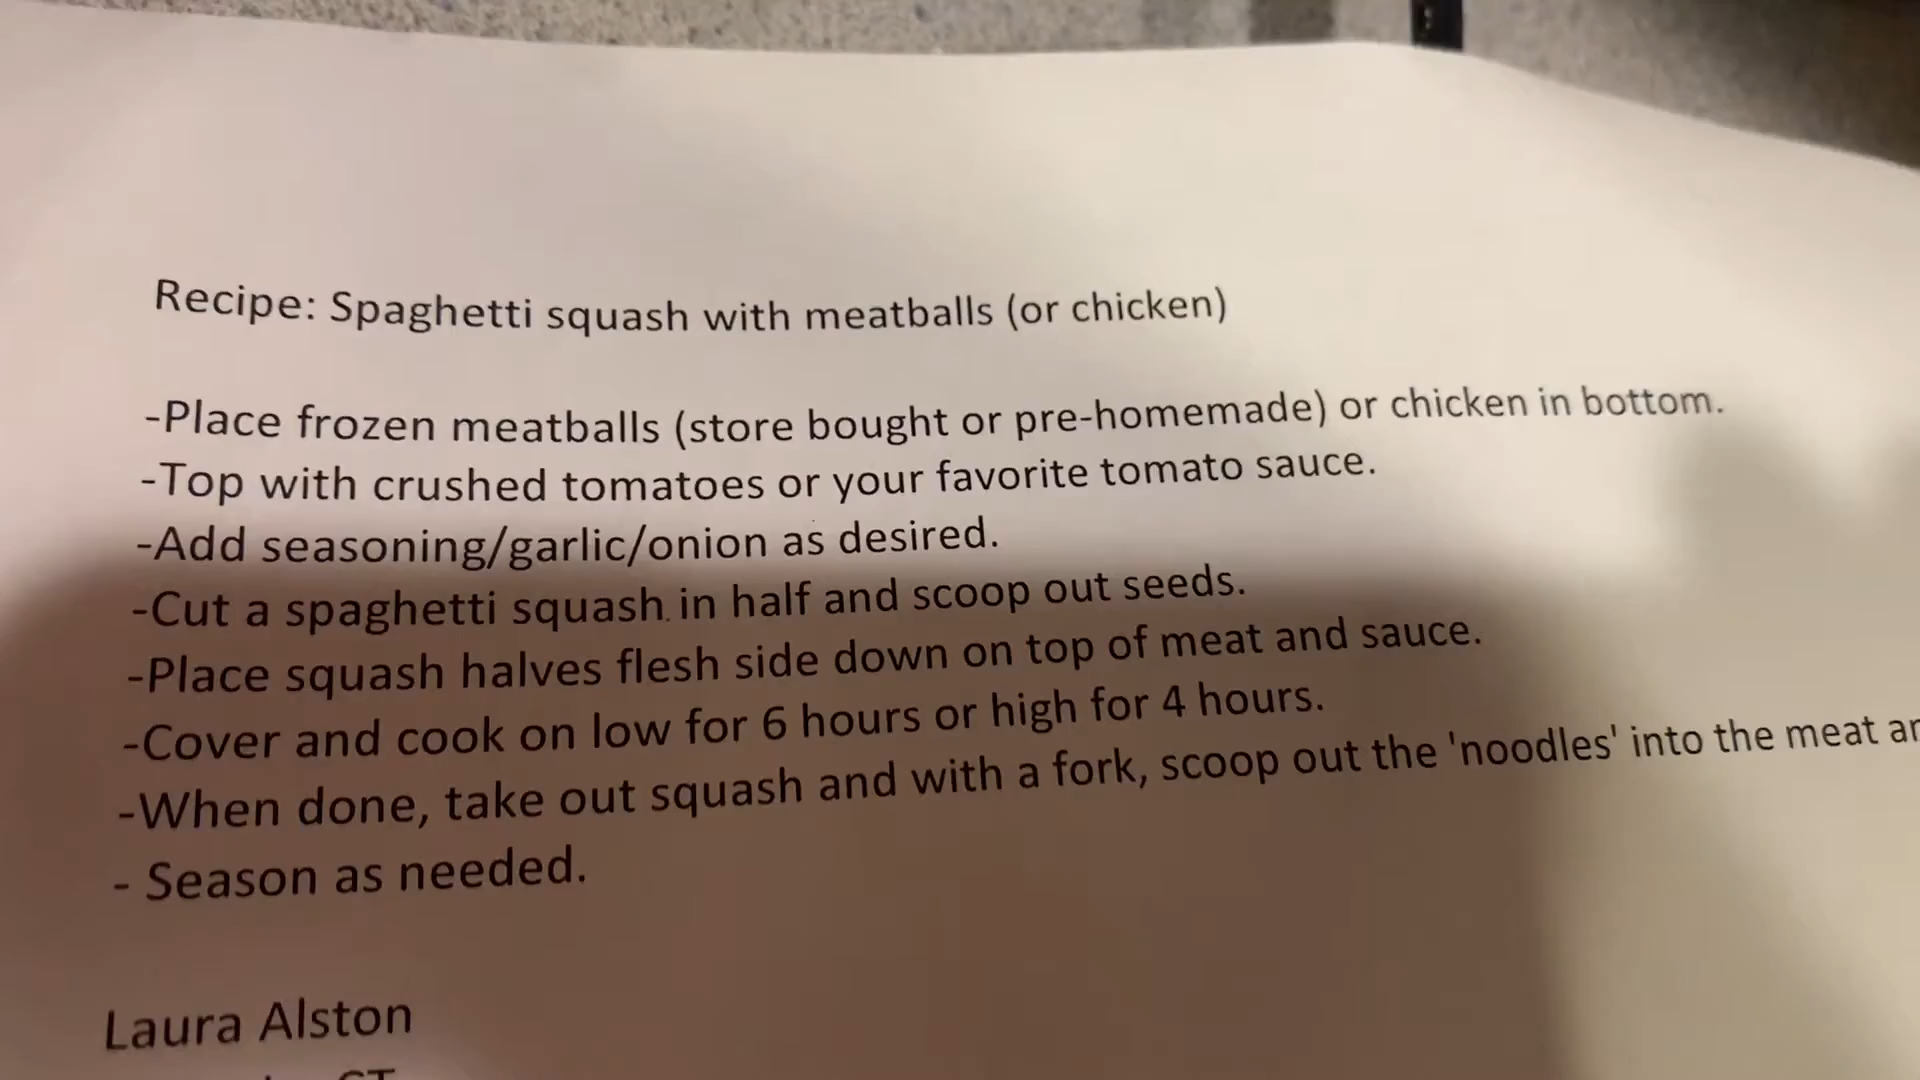 Recipe: Spaghetti squash with meatballs (or chicken)
-Place frozen meatballs (store bought or pre-homemade) or chicken in bottom.
-Top with crushed tomatoes or your favorite tomato sauce.
-Add seasoning/garlic/onion as desired.
-Cut a spaghetti squash in half and scoop out seeds.
-Place squash halves flesh side down on top of meat and sauce.
-Cover and cook on low for 6 hours or high for 4 hours.
-When done, take out squash and with a fork, scoop out the 'noodles' into the meat
- Season as needed.
Laura Alston
CT